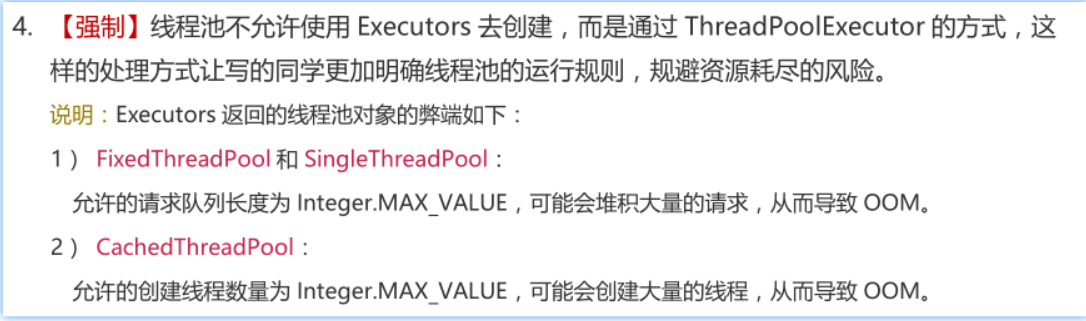 4. 【强制】线程池不允许使用 Executors 去创建，而是通过 ThreadPoolExecutor 的方式，这
样的处理方式让写的同学更加明确线程池的运行规则，规避资源耗尽的风险。
说明：Executors 返回的线程池对象的弊端如下：
1） FixedThreadPool 和 SingleThreadPool：
允许的请求队列长度为 Integer.MAX_VALUE，可能会堆积大量的请求，从而导致 OOM。
2） CachedThreadPool：
允许的创建线程数量为 Integer.MAX_VALUE，可能会创建大量的线程，从而导致 OOM。